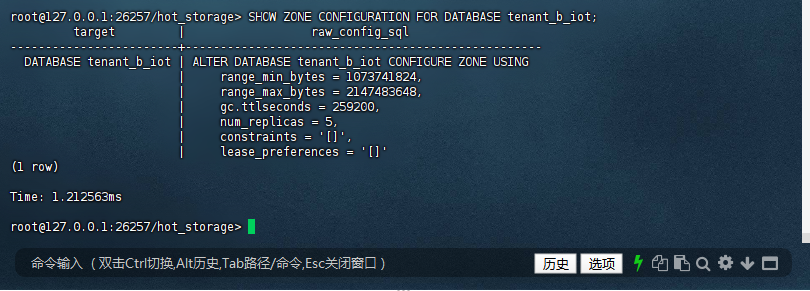 root@127.0.0.1:26257/hot_storage> SHOW ZONE CONFIGURATION FOR DATABASE tenant_b_iot;
target | raw_config_sql
-------------------------+--------------------------------------------------
DATABASE tenant_b_iot | ALTER DATABASE tenant_b_iot CONFIGURE ZONE USING
| range_min_bytes = 1073741824,
| range_max_bytes = 2147483648,
| gc.ttlseconds = 259200,
| num_replicas = 5,
| constraints = '[]',
| lease_preferences = '[]'
(1 row)
Time: 1.212563ms
root@127.0.0.1:26257/hot_storage>
命令输入 （双击Ctrl切换,Alt历史,Tab路径/命令,Esc关闭窗口） 历史 选项